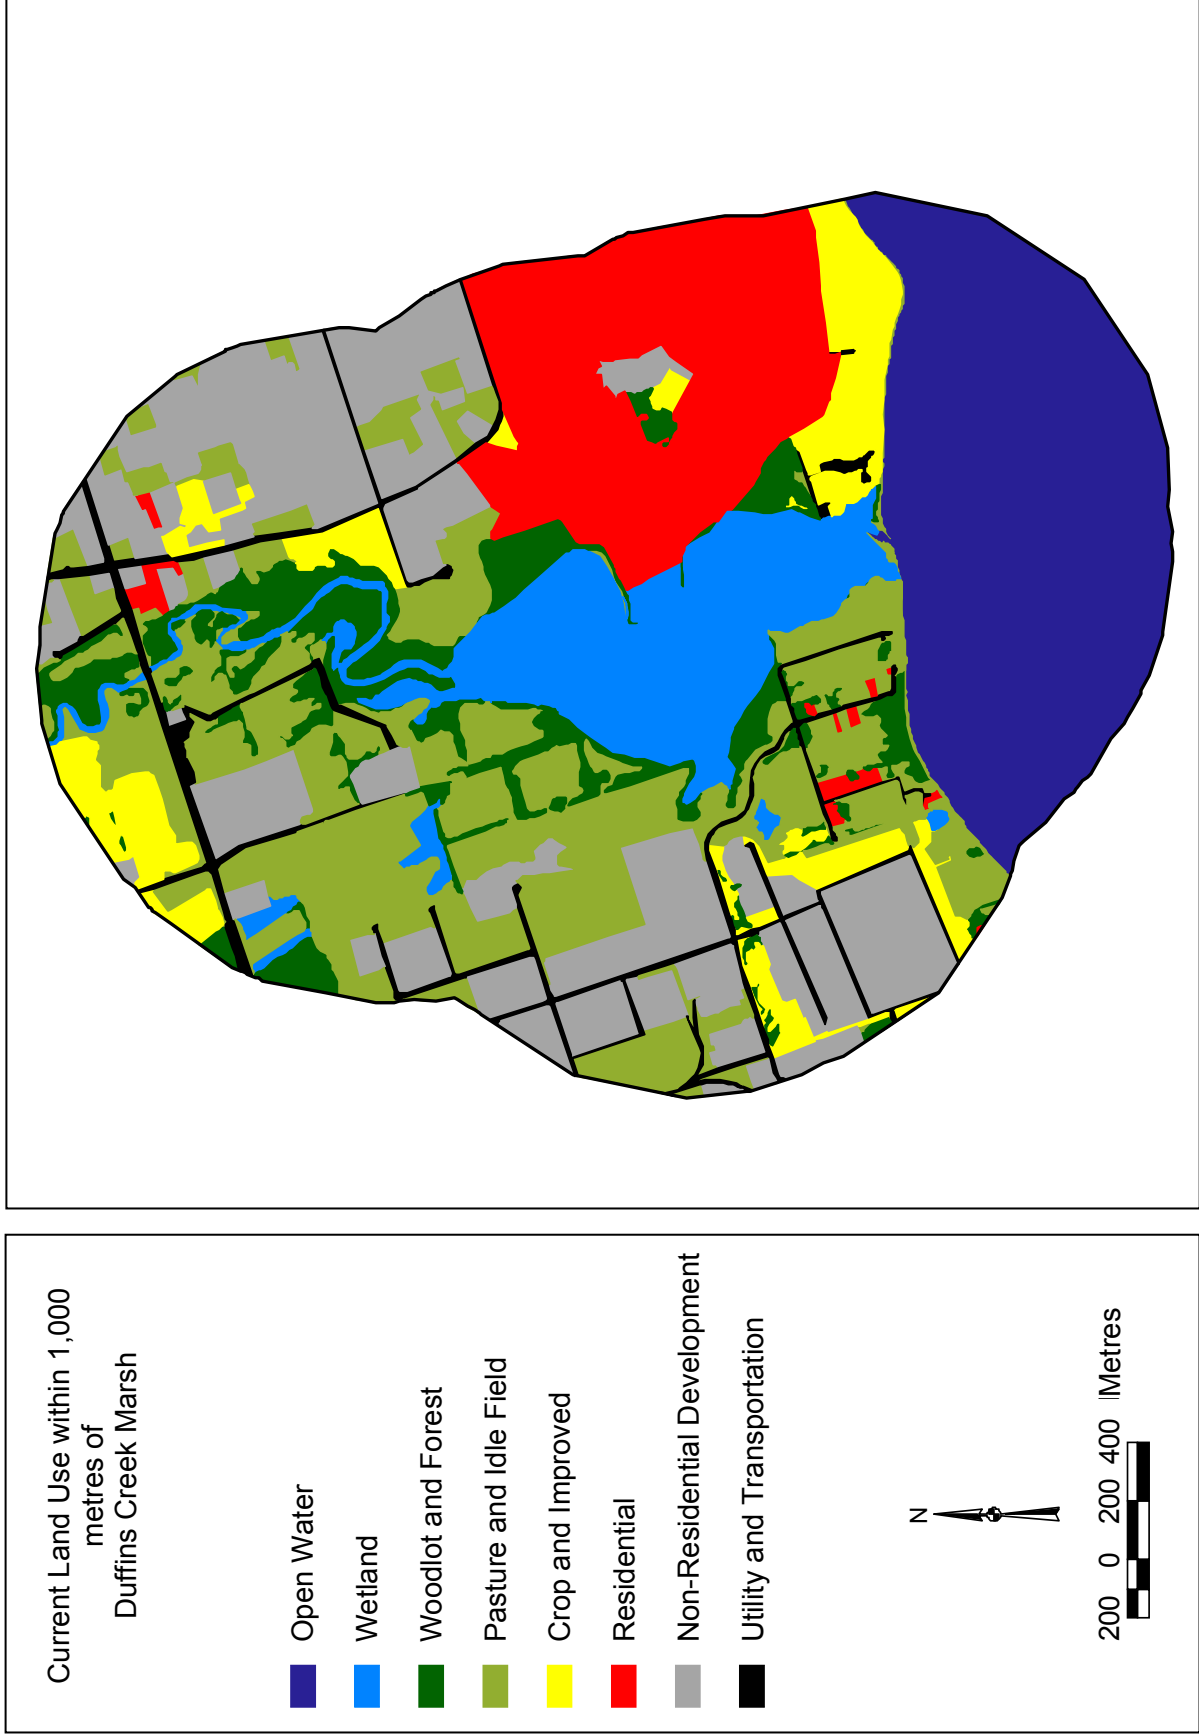 Current Land Use within 1,000
metres of
Duffins Creek Marsh
Open Water
Wetland
Woodlot and Forest
Pasture and Idle Field
Crop and Improved
Residential
Non-Residential Development
Utility and Transportation
N
200 0 200 400 Metres